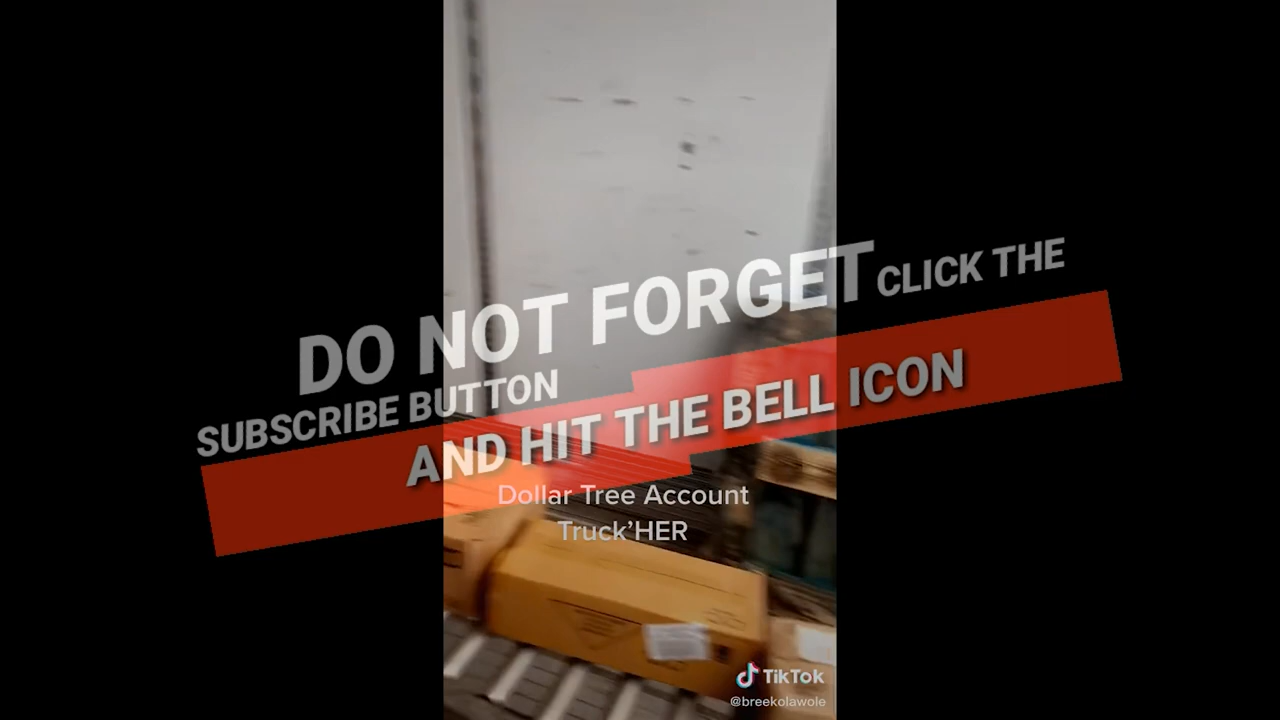 DO NOT FORGET CLICK THE
SUBSCRIBE BUTTON
AND HIT THE BELL ICON
Dollar Tree Account
Truck’HER
TikTok
@breekolawole